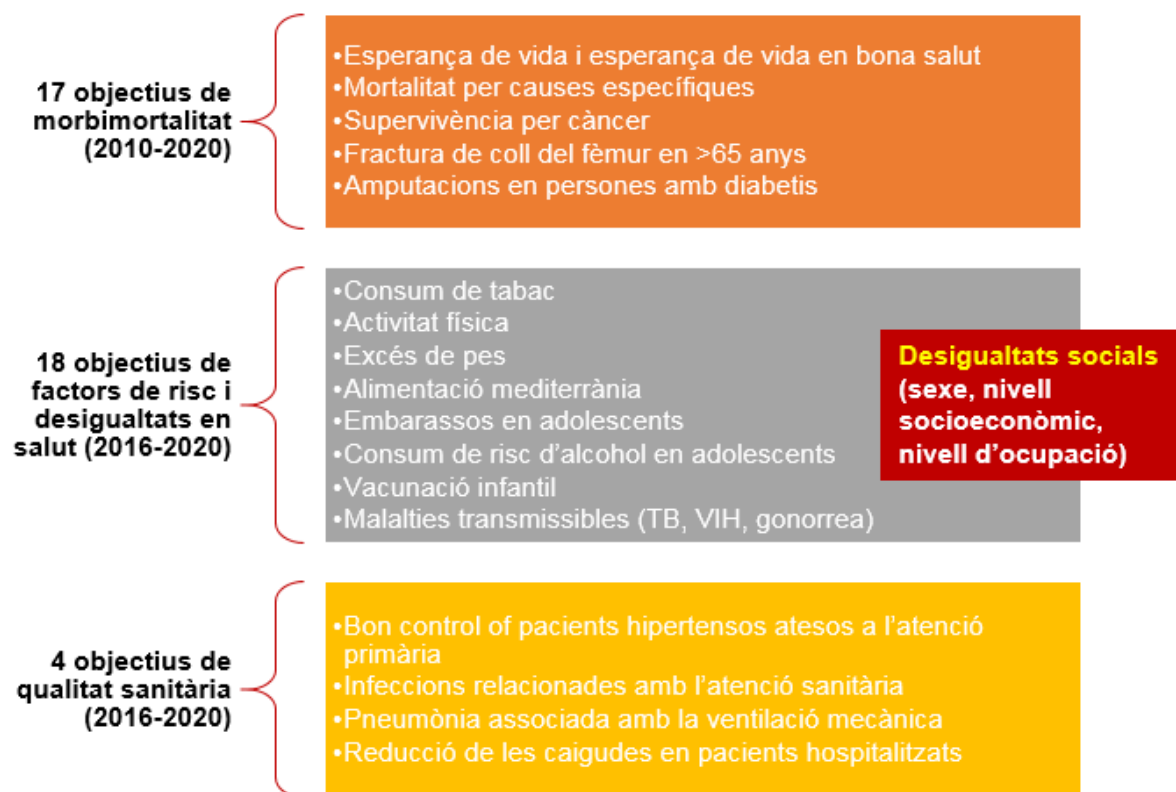 17 objectius de
morbimortalitat
(2010-2020)
•Esperança de vida i esperança de vida en bona salut
•Mortalitat per causes específiques
•Supervivència per càncer
•Fractura de coll del fèmur en >65 anys
•Amputacions en persones amb diabetis
18 objectius de
factors de risc i
desigualtats en
salut (2016-2020)
•Consum de tabac
•Activitat física
•Excés de pes
•Alimentació mediterrània
•Embarassos en adolescents
•Consum de risc d’alcohol en adolescents
•Vacunació infantil
•Malalties transmissibles (TB, VIH, gonorrea)
Desigualtats socials
(sexe, nivell
socioeconòmic,
nivell d’ocupació)
4 objectius de
qualitat sanitària
(2016-2020)
•Bon control of pacients hipertensos atesos a l’atenció
primària
•Infeccions relacionades amb l’atenció sanitària
•Pneumònia associada amb la ventilació mecànica
•Reducció de les caigudes en pacients hospitalitzats